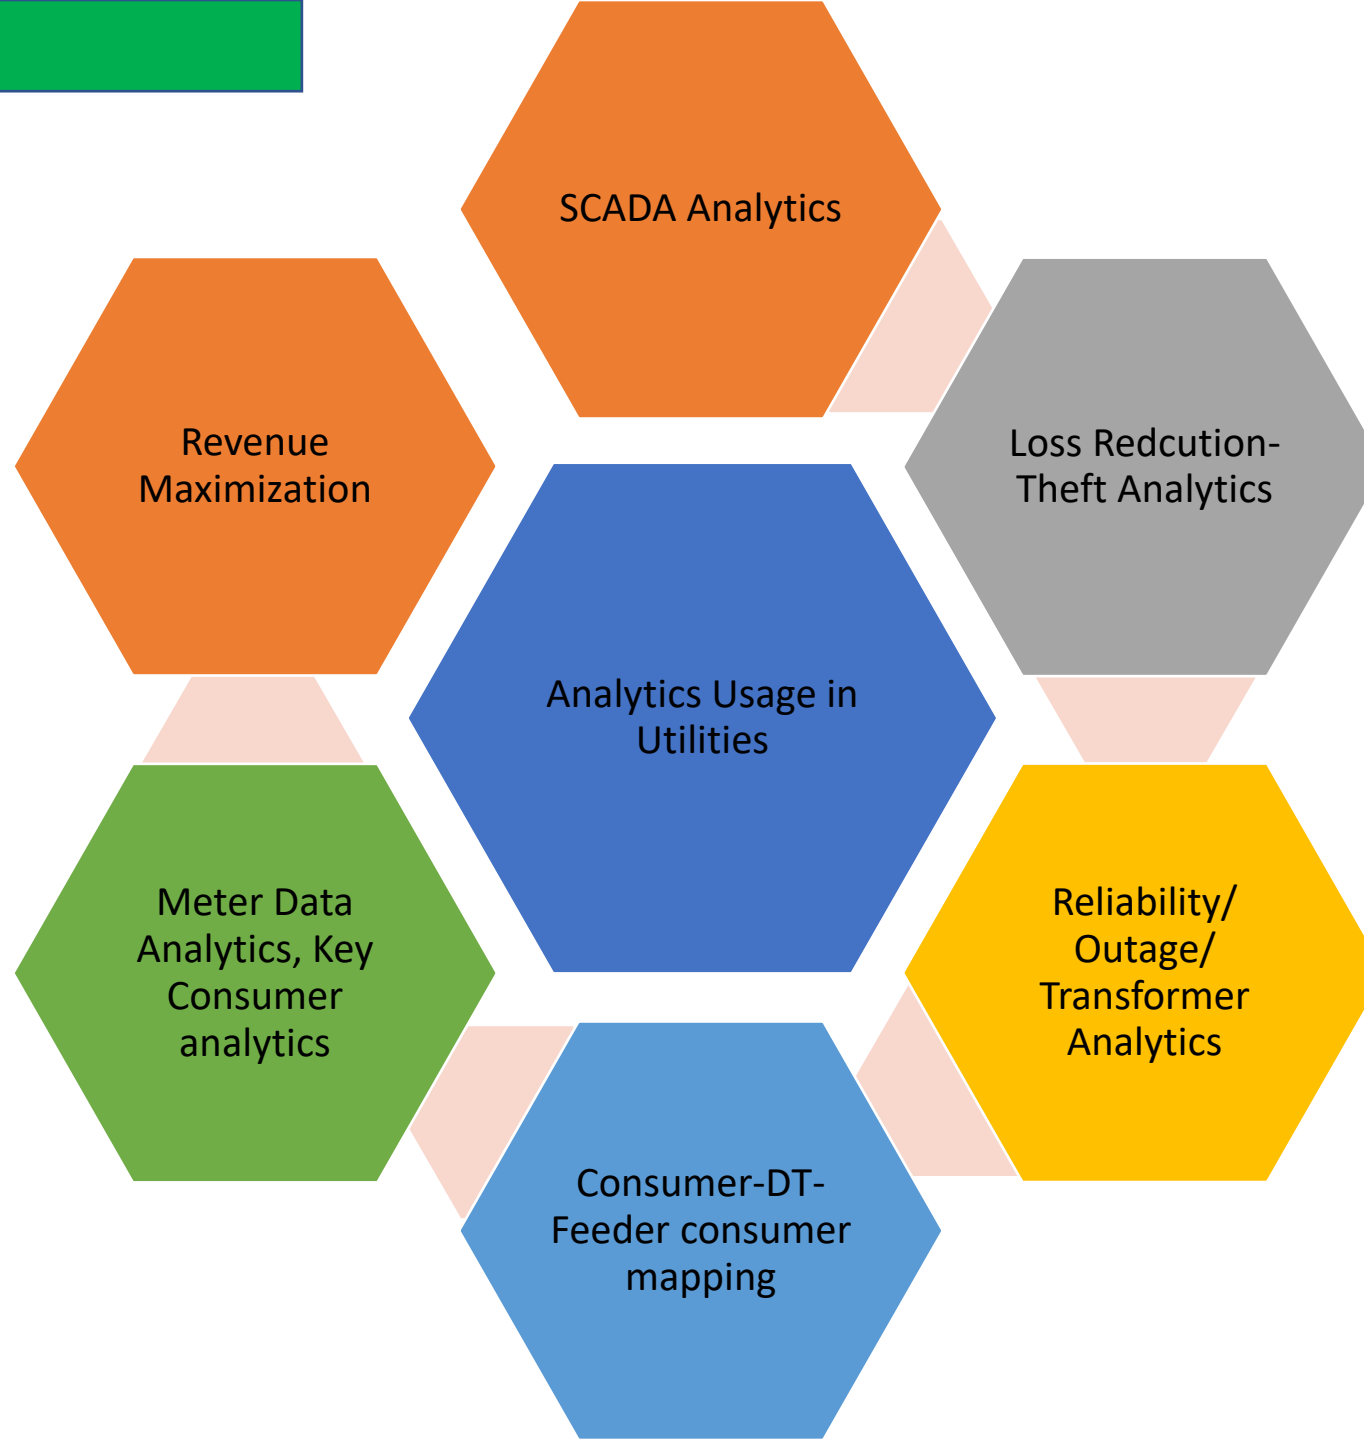 SCADA Analytics
Loss Redcution-
Theft Analytics
Reliability/
Outage/
Transformer
Analytics
Consumer-DT-
Feeder consumer
mapping
Meter Data
Analytics, Key
Consumer
analytics
Revenue
Maximization
Analytics Usage in
Utilities